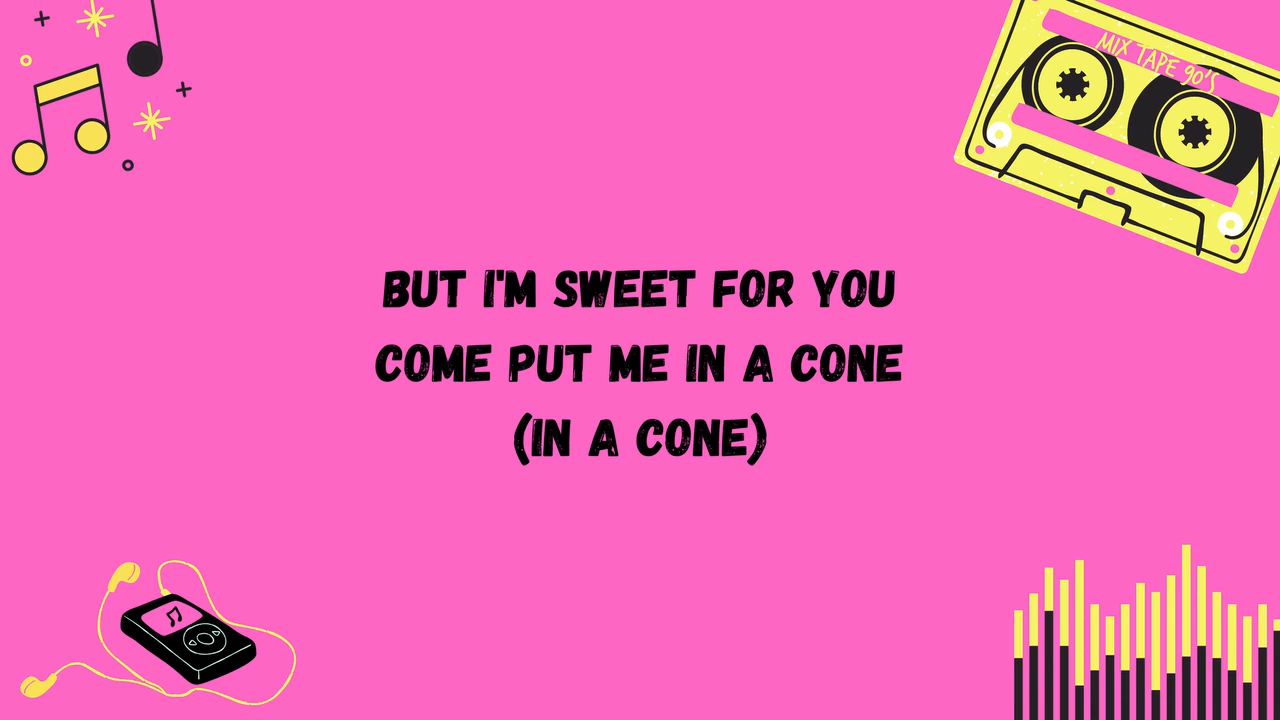 MIX TAPE 90'S
BUT I'M SWEET FOR YOU
COME PUT ME IN A CONE
(IN A CONE)